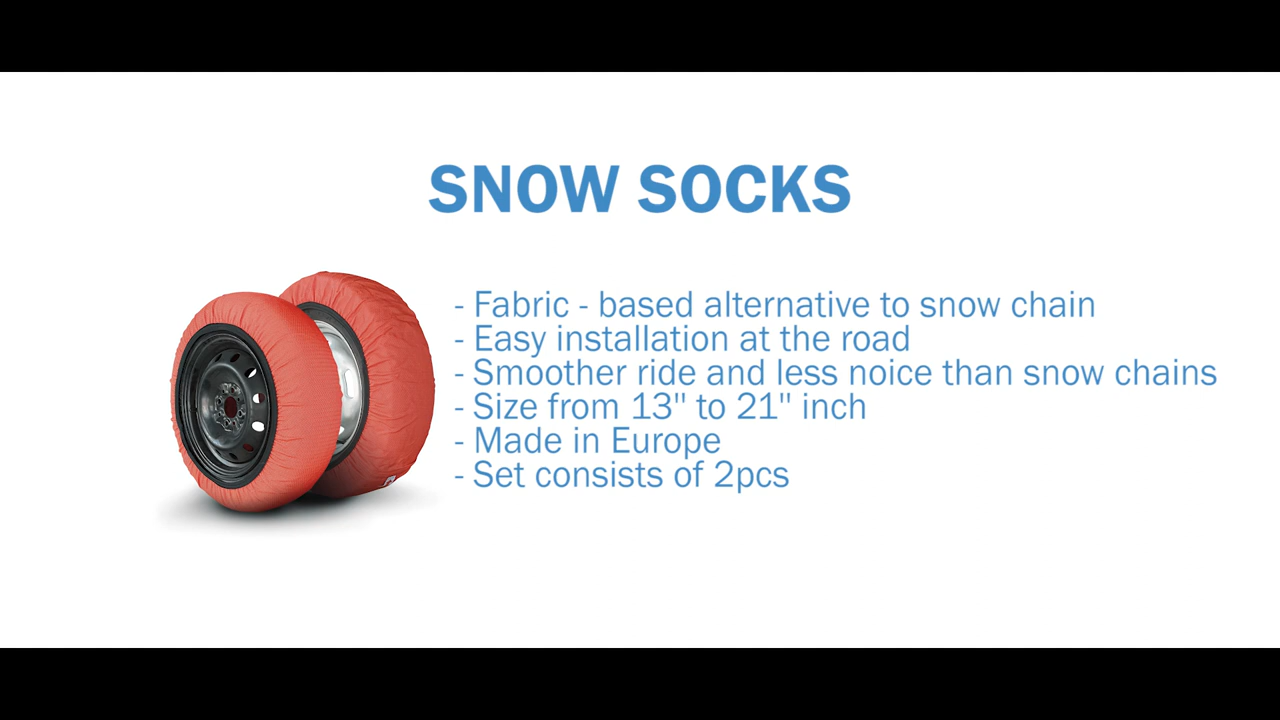 SNOW SOCKS
- Fabric - based alternative to snow chain
- Easy installation at the road
- Smoother ride and less noice than snow chains
- Size from 13" to 21" inch
- Made in Europe
- Set consists of 2pcs